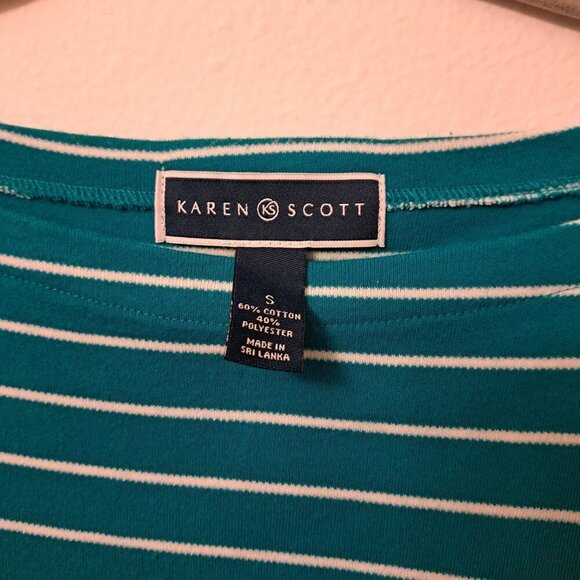 KAREN KS SCOTT
S
60% COTTON
40%
POLYESTER
MADE IN
SRI LANKA